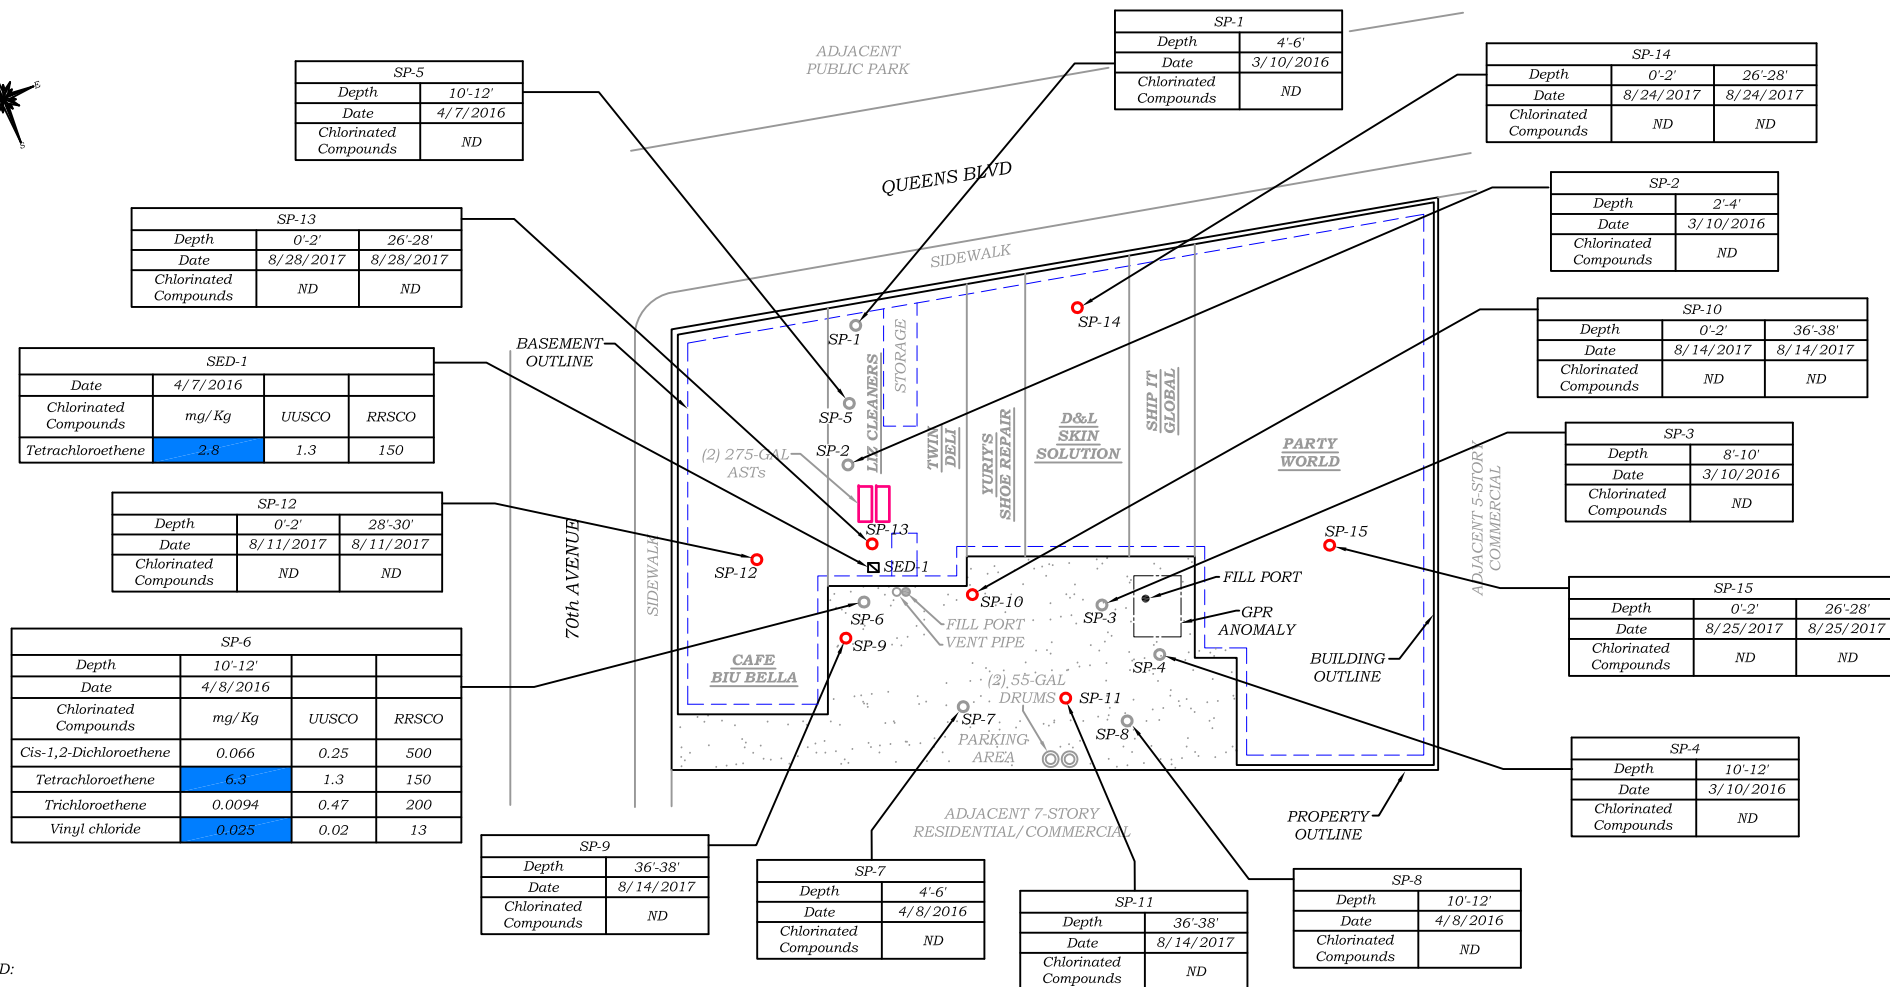 SP-1
Depth 4'-6'
Date 3/10/2016
Chlorinated Compounds ND
SP-14
Depth 0'-2' 26'-28'
Date 8/24/2017 8/24/2017
Chlorinated Compounds ND ND
SP-5
Depth 10'-12'
Date 4/7/2016
Chlorinated Compounds ND
SP-2
Depth 2'-4'
Date 3/10/2016
Chlorinated Compounds ND
SP-13
Depth 0'-2' 26'-28'
Date 8/28/2017 8/28/2017
Chlorinated Compounds ND ND
SP-10
Depth 0'-2' 36'-38'
Date 8/14/2017 8/14/2017
Chlorinated Compounds ND ND
SED-1
Date 4/7/2016
Chlorinated Compounds mg/Kg UUSCO RRSCO
Tetrachloroethene 2.8 1.3 150
SP-3
Depth 8'-10'
Date 3/10/2016
Chlorinated Compounds ND
SP-12
Depth 0'-2' 28'-30'
Date 8/11/2017 8/11/2017
Chlorinated Compounds ND ND
SP-15
Depth 0'-2' 26'-28'
Date 8/25/2017 8/25/2017
Chlorinated Compounds ND ND
SP-6
Depth 10'-12'
Date 4/8/2016
Chlorinated Compounds mg/Kg UUSCO RRSCO
Cis-1,2-Dichloroethene 0.066 0.25 500
Tetrachloroethene 6.3 1.3 150
Trichloroethene 0.0094 0.47 200
Vinyl chloride 0.025 0.02 13
SP-4
Depth 10'-12'
Date 3/10/2016
Chlorinated Compounds ND
SP-9
Depth 36'-38'
Date 8/14/2017
Chlorinated Compounds ND
SP-7
Depth 4'-6'
Date 4/8/2016
Chlorinated Compounds ND
SP-11
Depth 36'-38'
Date 8/14/2017
Chlorinated Compounds ND
SP-8
Depth 10'-12'
Date 4/8/2016
Chlorinated Compounds ND
E
S
ADJACENT
PUBLIC PARK
QUEENS BLVD
SIDEWALK
BASEMENT
OUTLINE
SP-1
SP-14
STORAGE
LIZ CLEANERS
SP-5
SP-2
TWIN
DELI
YURIY'S
SHOE REPAIR
D&L
SKIN
SOLUTION
SHIP IT
GLOBAL
PARTY
WORLD
ADJACENT 5-STORY
COMMERCIAL
(2) 275-GAL
ASTs
SP-13
SED-1
SP-12
SP-15
70th AVENUE
SIDEWALK
SP-10
SP-6
SP-9
FILL PORT
VENT PIPE
SP-3
FILL PORT
GPR
ANOMALY
SP-4
CAFE
BIU BELLA
(2) 55-GAL
DRUMS
SP-11
SP-7
SP-8
PARKING
AREA
BUILDING
OUTLINE
ADJACENT 7-STORY
RESIDENTIAL/COMMERCIAL
PROPERTY
OUTLINE
D: